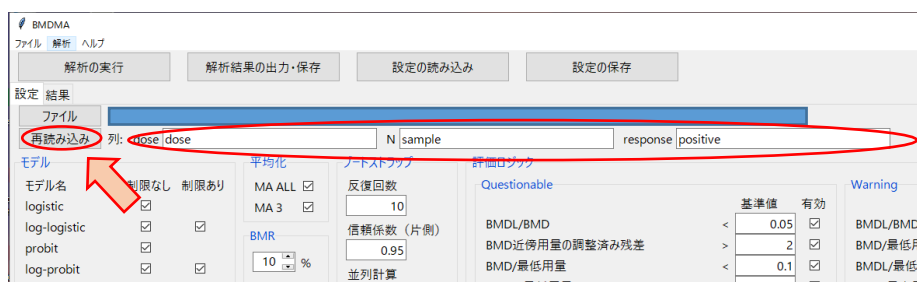 BMDMA
ファイル 解析 ヘルプ
解析の実行 解析結果の出力・保存 設定の読み込み 設定の保存
設定 結果
ファイル
再読み込み 列: dose dose N sample response positive
モデル 平均化 ブートストラップ 評価ロジック
モデル名 制限なし 制限あり MA ALL 反復回数 Questionable Warning
logistic MA 3 10 基準値 有効
log-logistic 信頼係数（片側） BMDL/BMD < 0.05 BMDL/BMD
probit BMR 0.95 BMD近傍用量の調整済み残差 > 2 BMD/最低用
log-probit 10 % 並列計算 BMD/最低用量 < 0.1 BMDL/最低